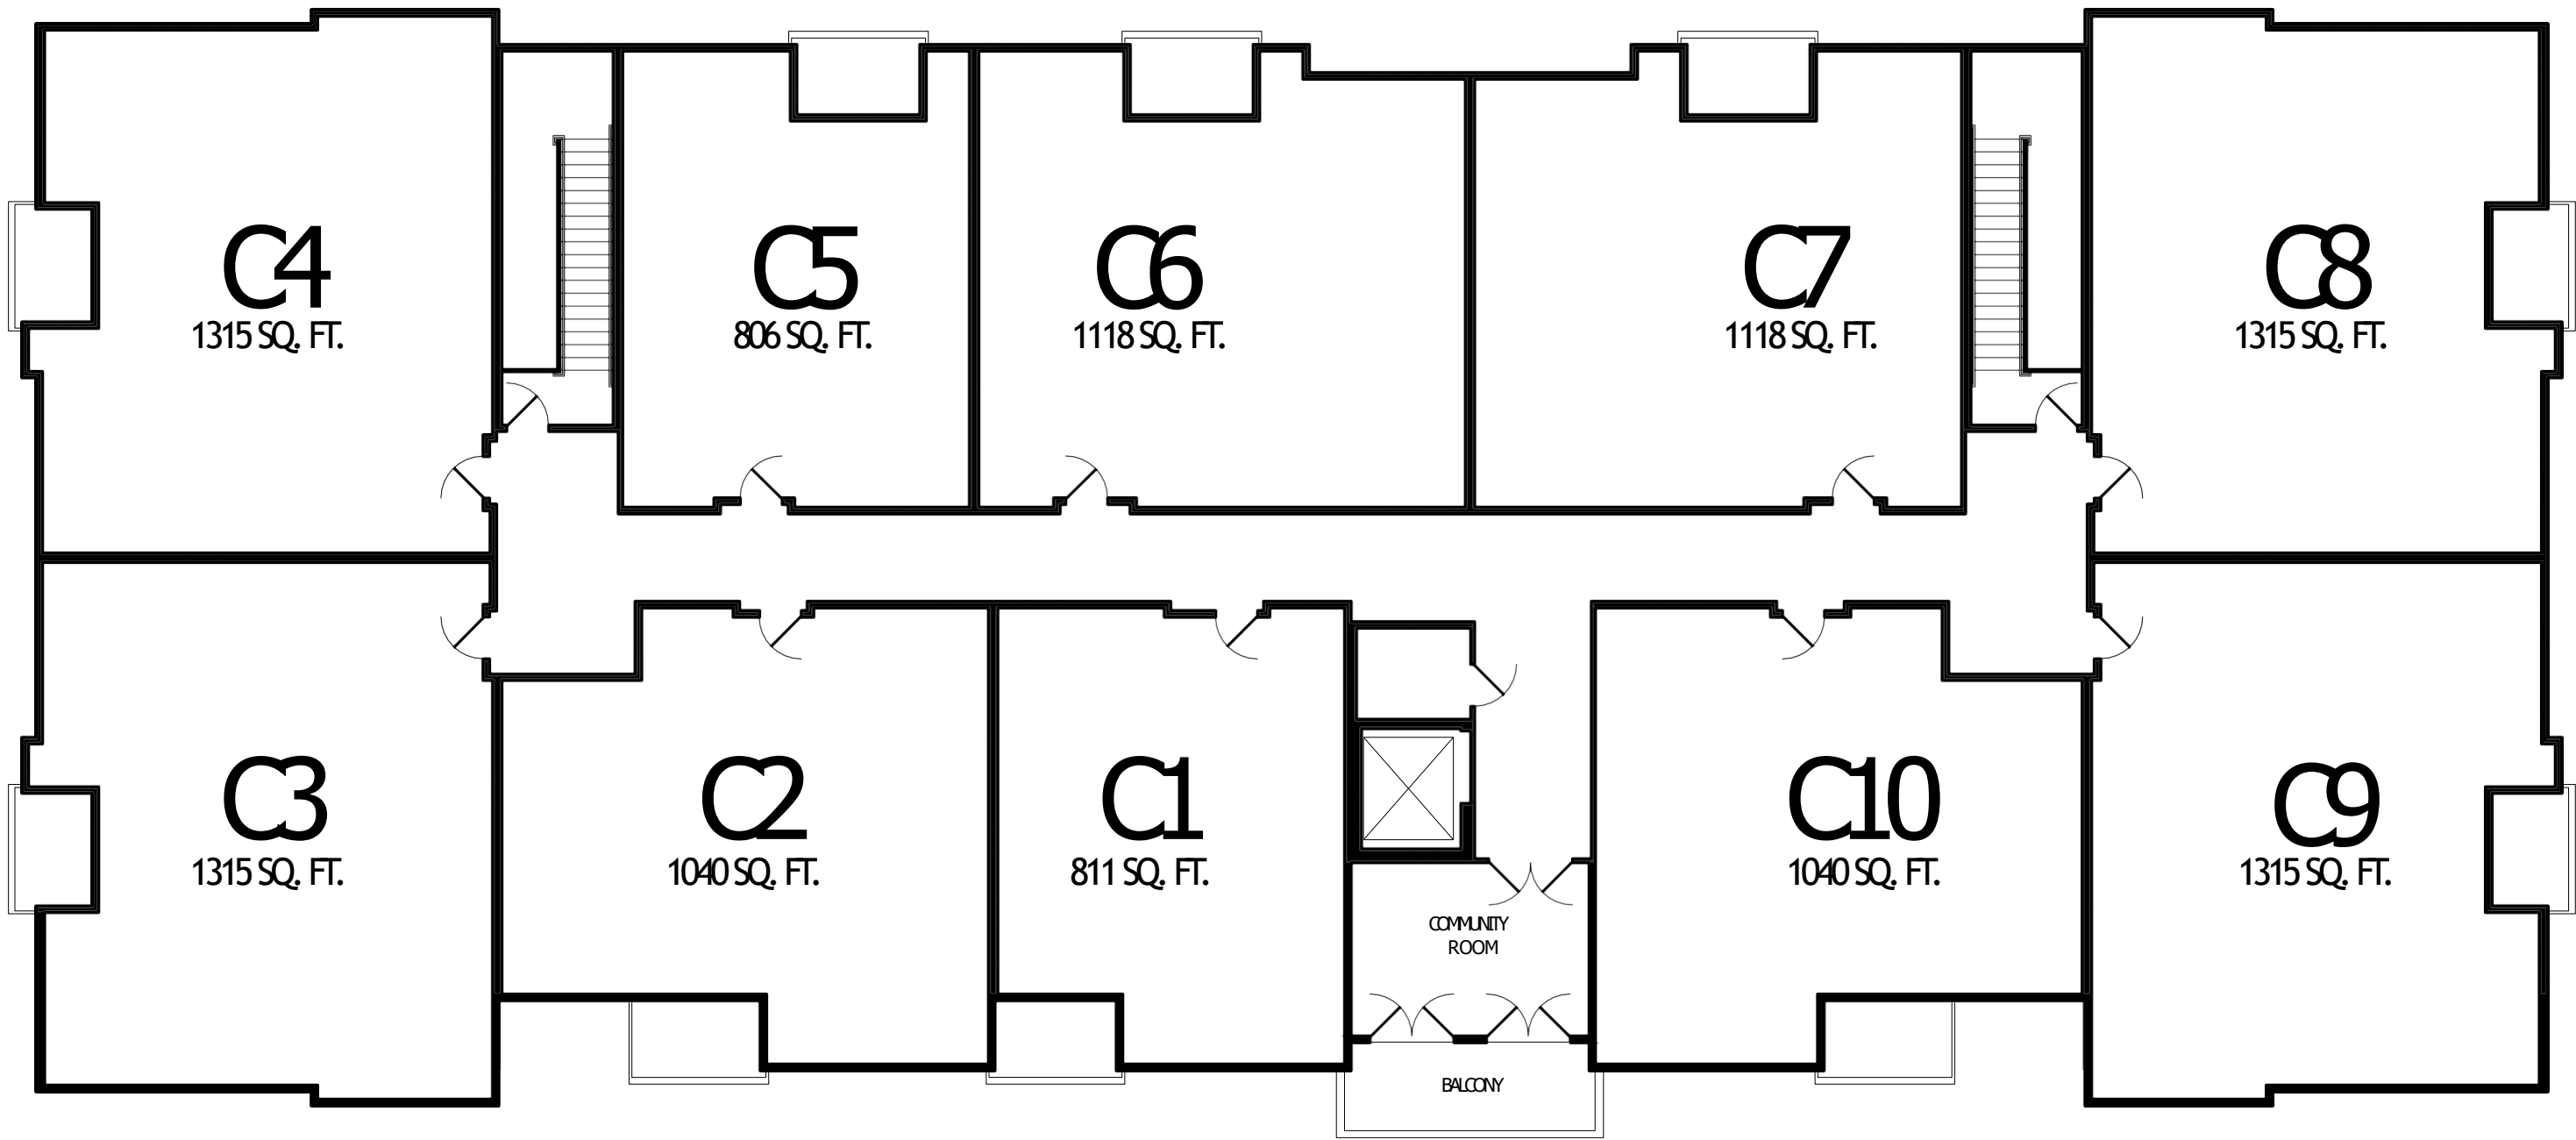 C4
1315 SQ. FT.
C5
806 SQ. FT.
C6
1118 SQ. FT.
C7
1118 SQ. FT.
C8
1315 SQ. FT.
C3
1315 SQ. FT.
C2
1040 SQ. FT.
C1
811 SQ. FT.
C10
1040 SQ. FT.
C9
1315 SQ. FT.
COMMUNITY
ROOM
BALCONY